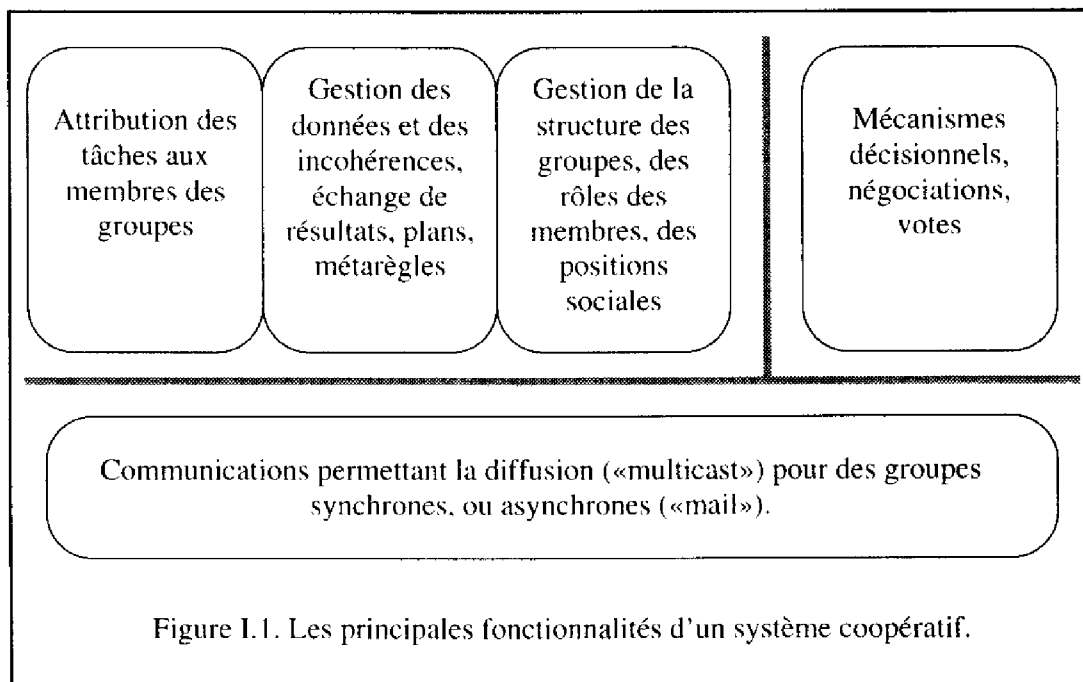 Attribution des
tâches aux
membres des
groupes
Gestion des
données et des
incohérences,
échange de
résultats, plans,
métarègles
Gestion de la
structure des
groupes, des
rôles des
membres, des
positions
sociales
Mécanismes
décisionnels,
négociations,
votes
Communications permettant la diffusion («multicast») pour des groupes
synchrones, ou asynchrones («mail»).
Figure I.1. Les principales fonctionnalités d'un système coopératif.